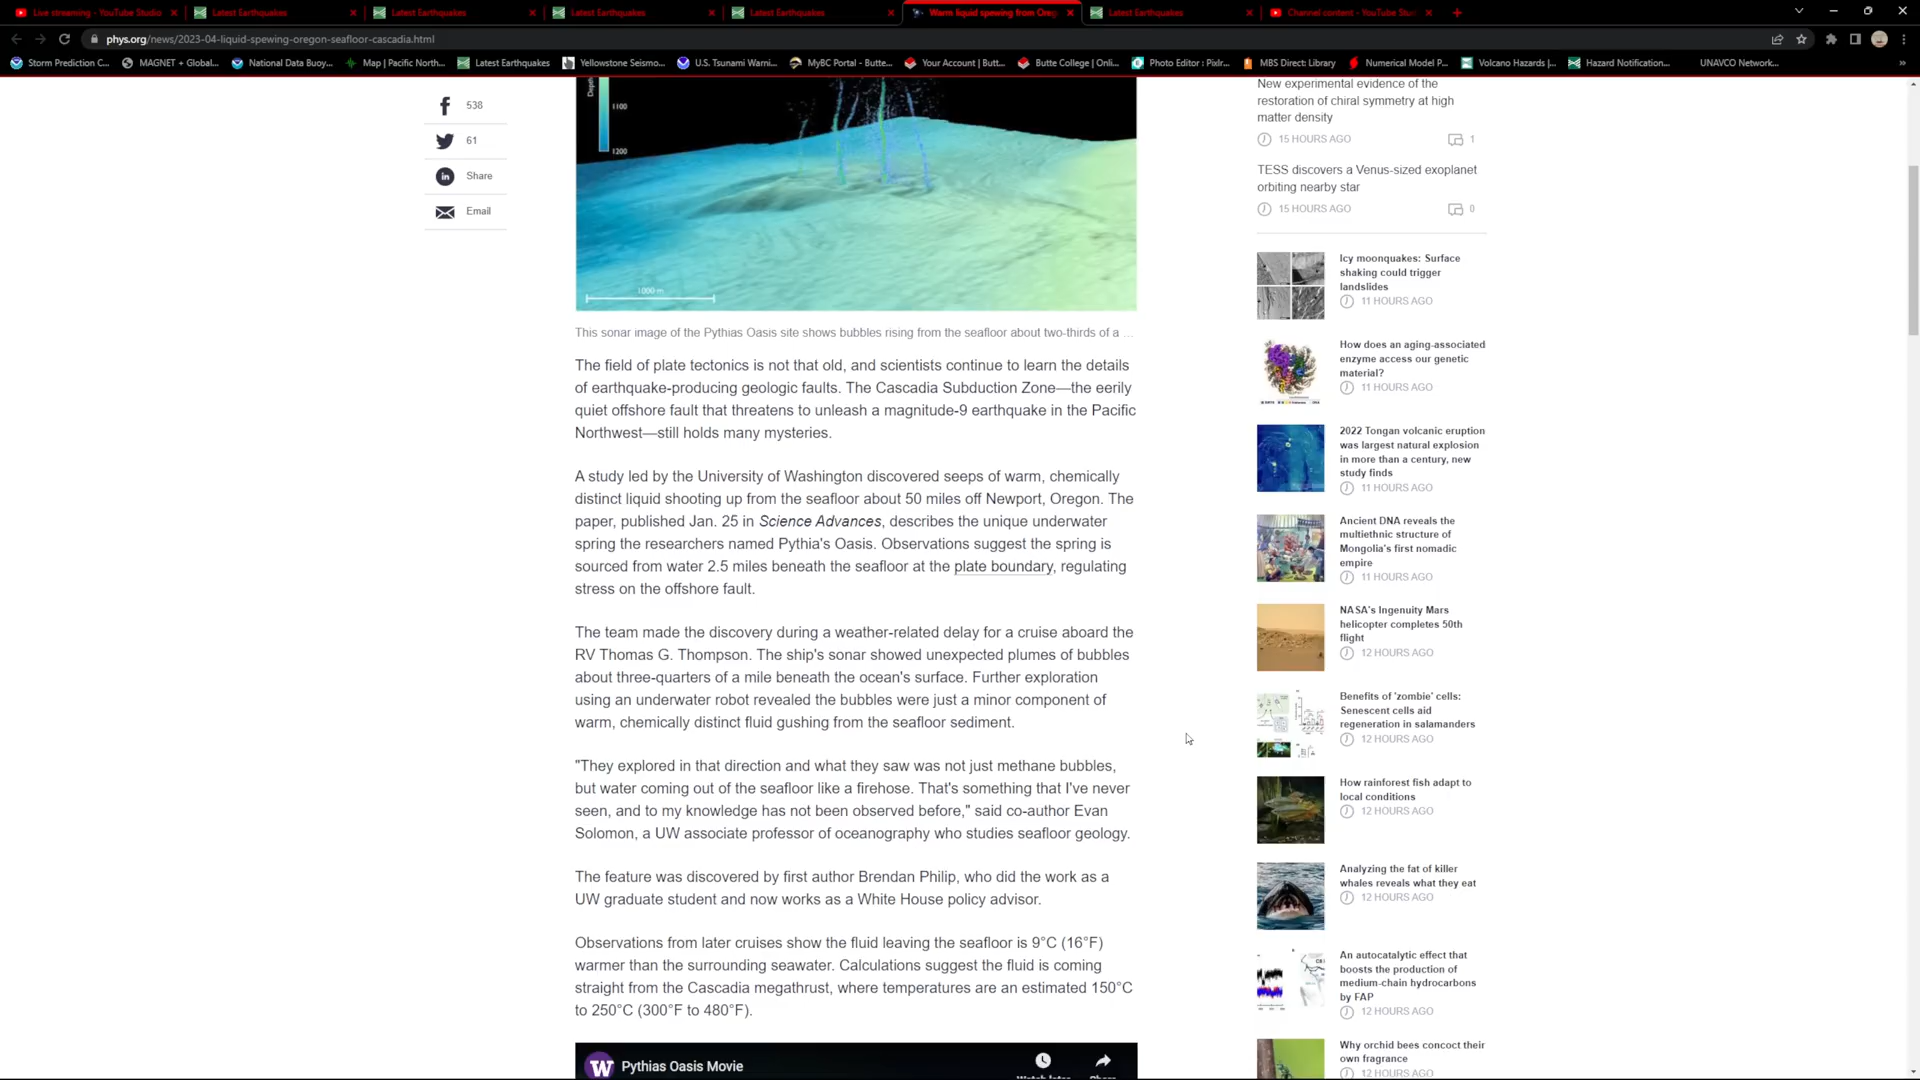 Live streaming - YouTube Studio
Latest Earthquakes
Latest Earthquakes
Latest Earthquakes
Latest Earthquakes
Warm liquid spewing from Ore
Latest Earthquakes
Channel content - YouTube Stu
phys.org/news/2023-04-liquid-spewing-oregon-seafloor-cascadia.html
Storm Prediction C...
MAGNET + Global...
National Data Buoy...
Map | Pacific North...
Latest Earthquakes
Yellowstone Seismo...
U.S. Tsunami Warni...
MyBC Portal - Butte...
Your Account | Butt...
Butte College | Onli...
Photo Editor : Pixlr...
MBS Direct: Library
Numerical Model P...
Volcano Hazards |...
Hazard Notification...
UNAVCO Network...
538
61
Share
Email
1100
1200
1000 m
This sonar image of the Pythias Oasis site shows bubbles rising from the seafloor about two-thirds of a ...
The field of plate tectonics is not that old, and scientists continue to learn the details
of earthquake-producing geologic faults. The Cascadia Subduction Zone—the eerily
quiet offshore fault that threatens to unleash a magnitude-9 earthquake in the Pacific
Northwest—still holds many mysteries.
A study led by the University of Washington discovered seeps of warm, chemically
distinct liquid shooting up from the seafloor about 50 miles off Newport, Oregon. The
paper, published Jan. 25 in Science Advances, describes the unique underwater
spring the researchers named Pythia's Oasis. Observations suggest the spring is
sourced from water 2.5 miles beneath the seafloor at the plate boundary, regulating
stress on the offshore fault.
The team made the discovery during a weather-related delay for a cruise aboard the
RV Thomas G. Thompson. The ship's sonar showed unexpected plumes of bubbles
about three-quarters of a mile beneath the ocean's surface. Further exploration
using an underwater robot revealed the bubbles were just a minor component of
warm, chemically distinct fluid gushing from the seafloor sediment.
"They explored in that direction and what they saw was not just methane bubbles,
but water coming out of the seafloor like a firehose. That's something that I've never
seen, and to my knowledge has not been observed before," said co-author Evan
Solomon, a UW associate professor of oceanography who studies seafloor geology.
The feature was discovered by first author Brendan Philip, who did the work as a
UW graduate student and now works as a White House policy advisor.
Observations from later cruises show the fluid leaving the seafloor is 9°C (16°F)
warmer than the surrounding seawater. Calculations suggest the fluid is coming
straight from the Cascadia megathrust, where temperatures are an estimated 150°C
to 250°C (300°F to 480°F).
W
Pythias Oasis Movie
New experimental evidence of the
restoration of chiral symmetry at high
matter density
15 HOURS AGO
1
TESS discovers a Venus-sized exoplanet
orbiting nearby star
15 HOURS AGO
0
Icy moonquakes: Surface
shaking could trigger
landslides
11 HOURS AGO
How does an aging-associated
enzyme access our genetic
material?
11 HOURS AGO
2022 Tongan volcanic eruption
was largest natural explosion
in more than a century, new
study finds
11 HOURS AGO
Ancient DNA reveals the
multiethnic structure of
Mongolia's first nomadic
empire
11 HOURS AGO
NASA's Ingenuity Mars
helicopter completes 50th
flight
12 HOURS AGO
Benefits of 'zombie' cells:
Senescent cells aid
regeneration in salamanders
12 HOURS AGO
How rainforest fish adapt to
local conditions
12 HOURS AGO
Analyzing the fat of killer
whales reveals what they eat
12 HOURS AGO
An autocatalytic effect that
boosts the production of
medium-chain hydrocarbons
by FAP
12 HOURS AGO
Why orchid bees concoct their
own fragrance
12 HOURS AGO